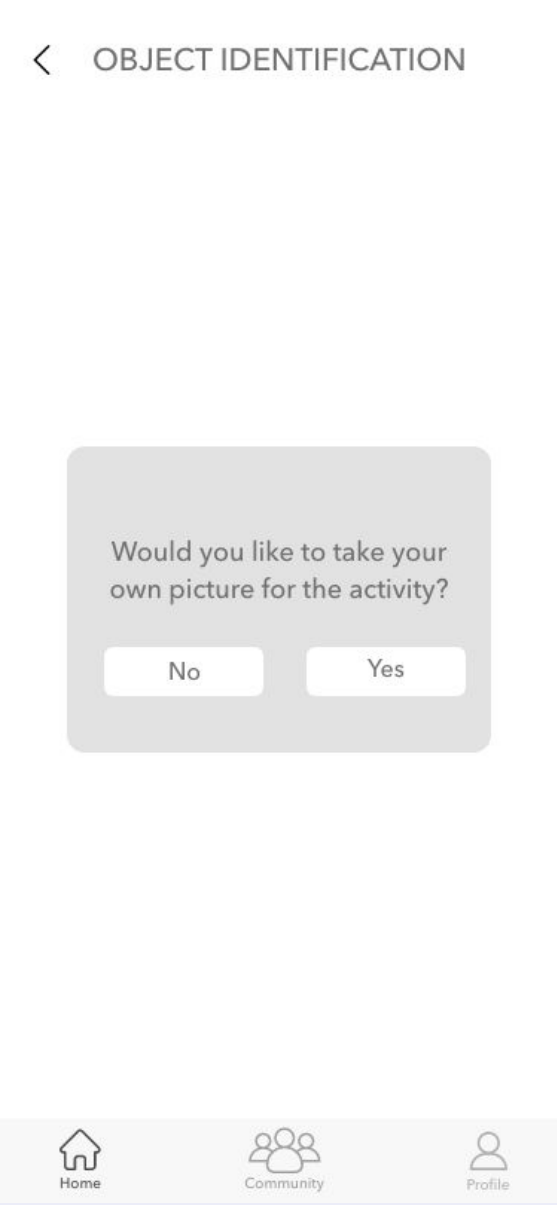 OBJECT IDENTIFICATION
Would you like to take your
own picture for the activity?
No
Yes
Home
Community
Profile